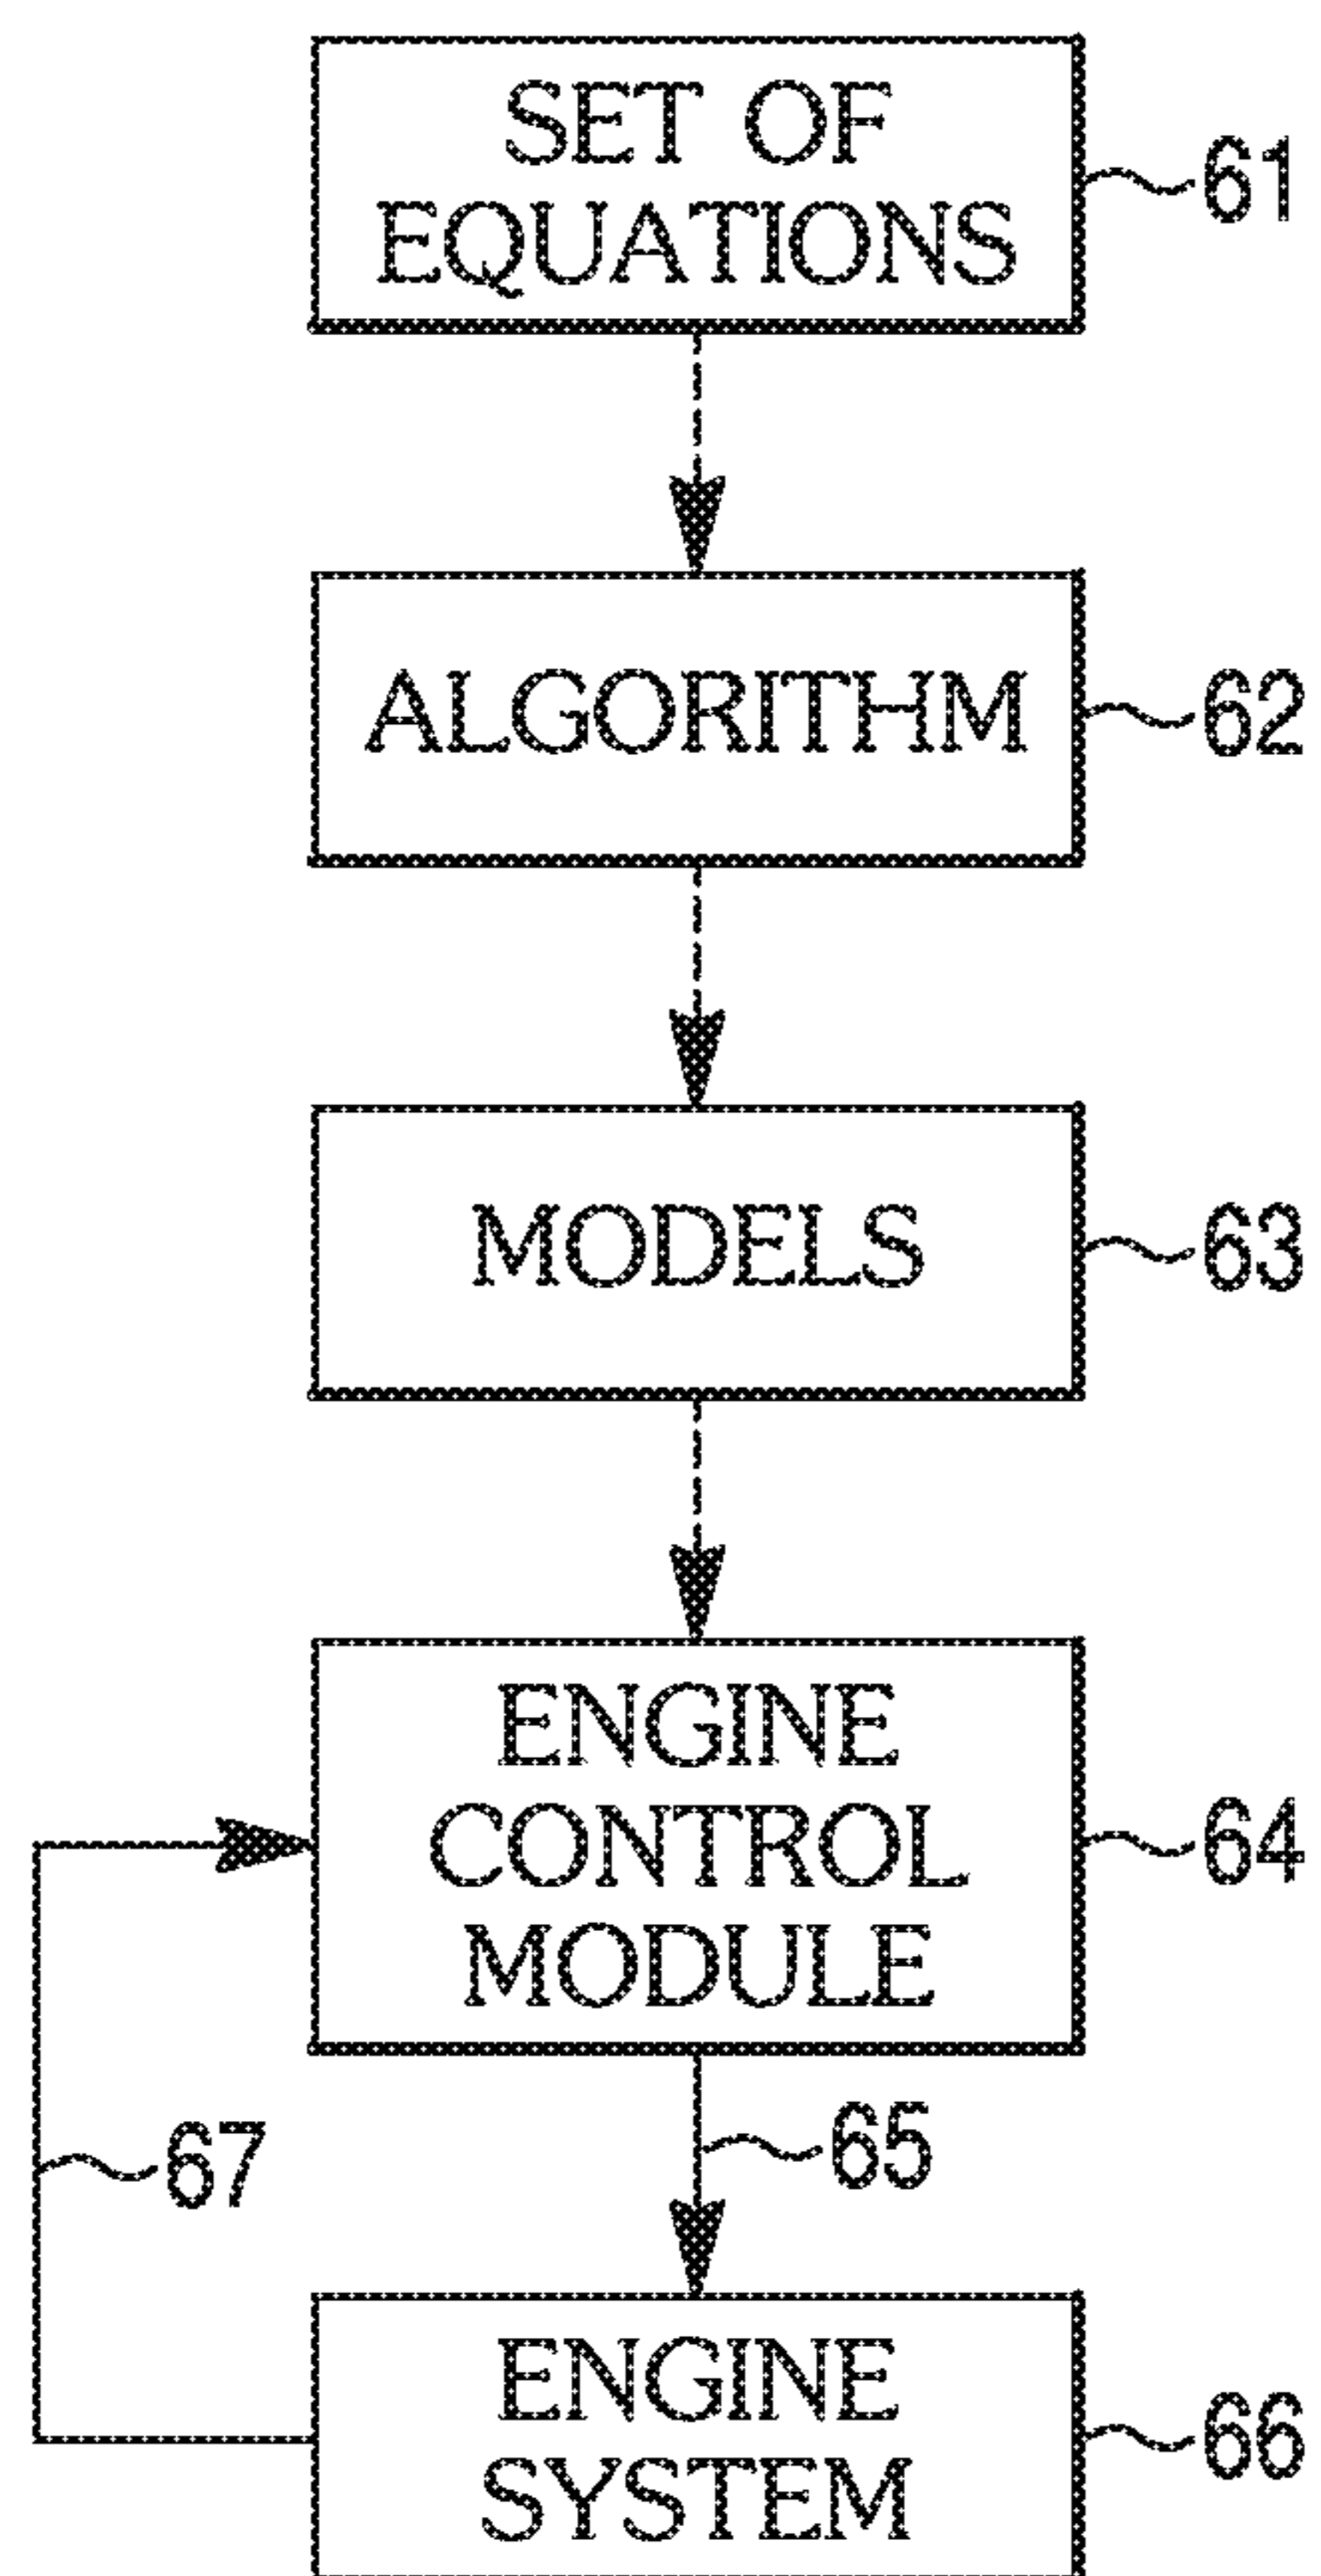 SET OF
EQUATIONS
61
ALGORITHM
62
MODELS
63
ENGINE
CONTROL
MODULE
64
65
67
ENGINE
SYSTEM
66